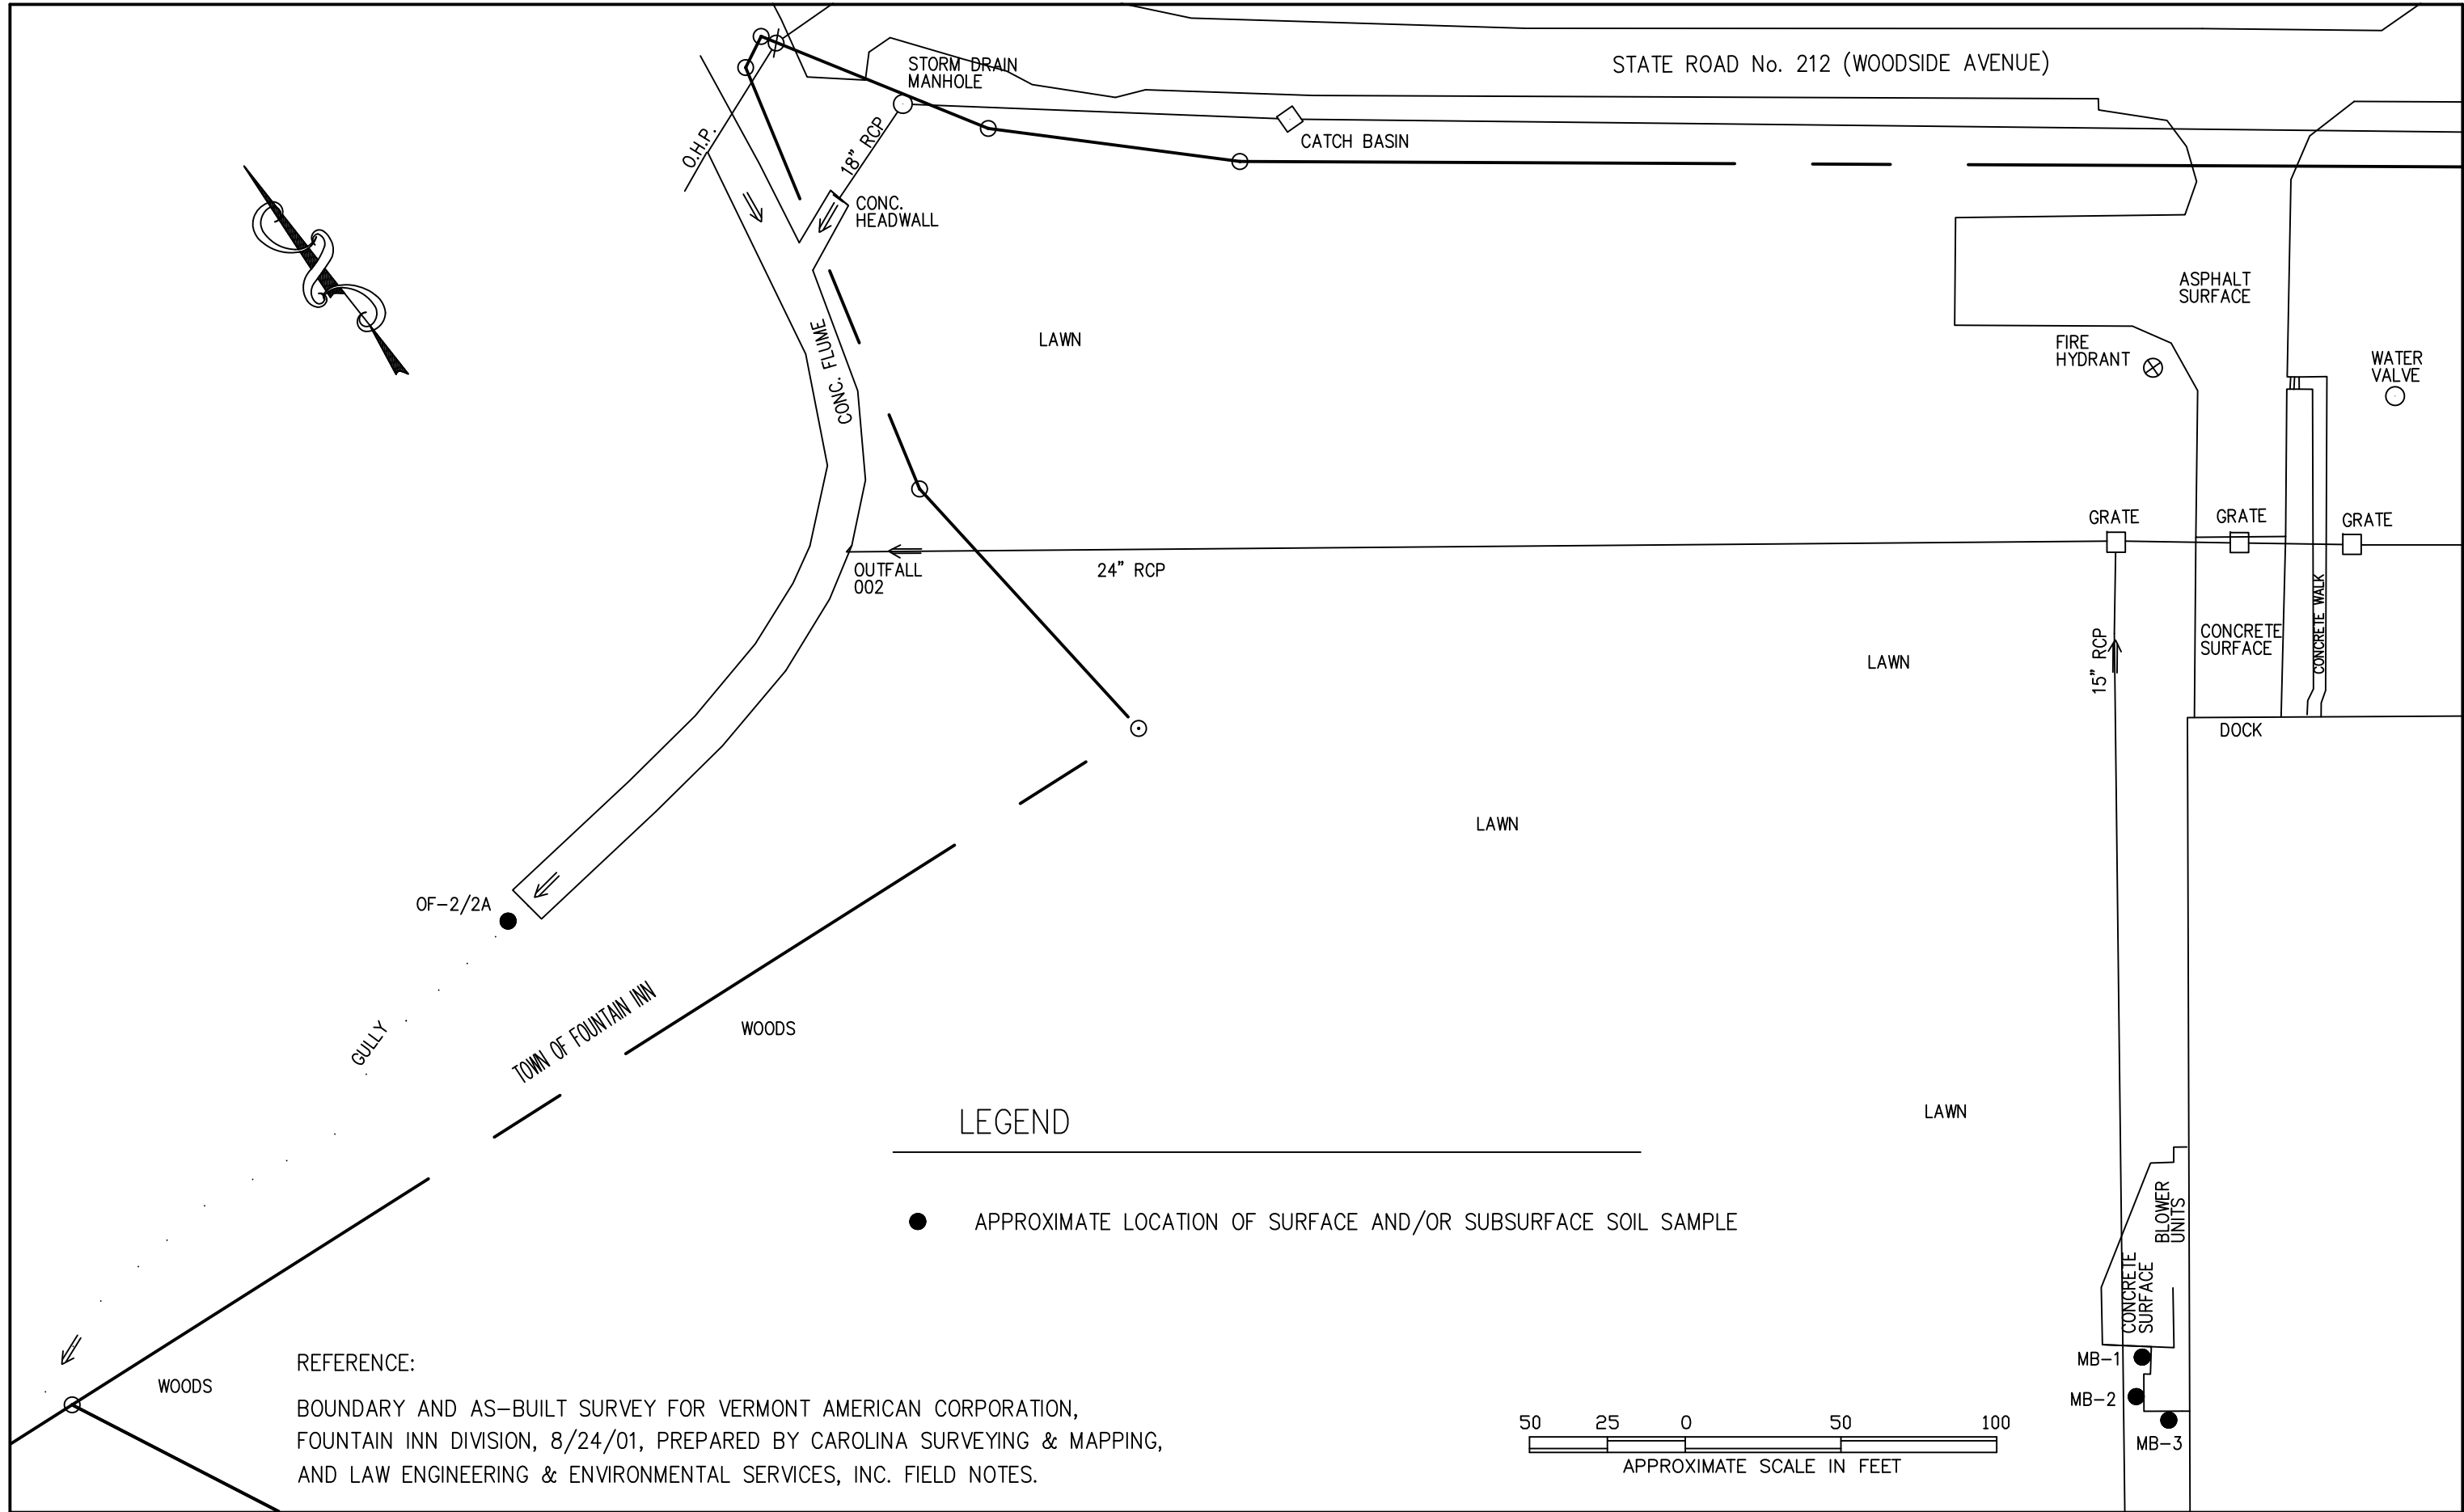 STATE ROAD No. 212 (WOODSIDE AVENUE)
STORM DRAIN
MANHOLE
O.H.P.
18" RCP
CATCH BASIN
CONC.
HEADWALL
ASPHALT
SURFACE
CONC. FLUME
LAWN
FIRE
HYDRANT
WATER
VALVE
GRATE
GRATE
GRATE
OUTFALL
002
24" RCP
CONCRETE WALK
CONCRETE
SURFACE
15" RCP
LAWN
DOCK
LAWN
OF-2/2A
TOWN OF FOUNTAIN INN
GULLY
WOODS
LEGEND
LAWN
APPROXIMATE LOCATION OF SURFACE AND/OR SUBSURFACE SOIL SAMPLE
BLOWER
UNITS
CONCRETE
SURFACE
MB-1
MB-2
MB-3
WOODS
REFERENCE:
BOUNDARY AND AS-BUILT SURVEY FOR VERMONT AMERICAN CORPORATION,
FOUNTAIN INN DIVISION, 8/24/01, PREPARED BY CAROLINA SURVEYING & MAPPING,
AND LAW ENGINEERING & ENVIRONMENTAL SERVICES, INC. FIELD NOTES.
50 25 0 50 100
APPROXIMATE SCALE IN FEET